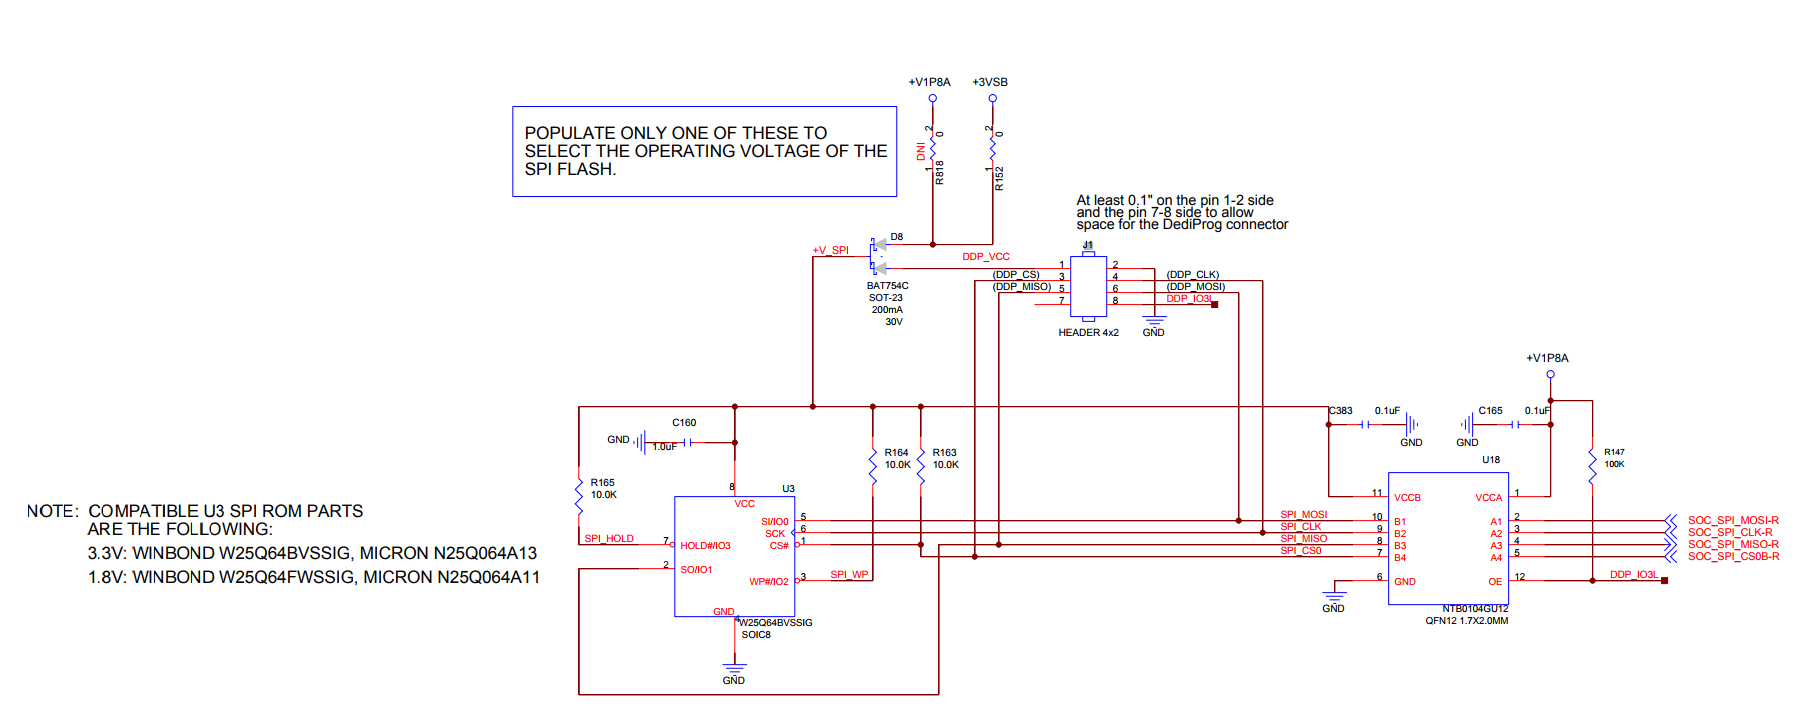 +V1P8A
+3VSB
POPULATE ONLY ONE OF THESE TO
SELECT THE OPERATING VOLTAGE OF THE
SPI FLASH.
2
0
DNI
1
R818
2
0
1
R152
At least 0.1" on the pin 1-2 side
and the pin 7-8 side to allow
space for the DediProg connector
J1
D8
+V_SPI
DDP_VCC
1
2
(DDP_CS)
3
4
(DDP_CLK)
(DDP_MISO)
5
6
(DDP_MOSI)
7
8
DDP_IO3L
BAT754C
SOT-23
200mA
30V
HEADER 4x2
GND
+V1P8A
C160
GND
1.0uF
R164
10.0K
R163
10.0K
C383
0.1uF
GND
C165
0.1uF
GND
R147
100K
R165
10.0K
8
U3
VCC
U18
11
VCCB
VCCA
1
NOTE: COMPATIBLE U3 SPI ROM PARTS
ARE THE FOLLOWING:
3.3V: WINBOND W25Q64BVSSIG, MICRON N25Q064A13
1.8V: WINBOND W25Q64FWSSIG, MICRON N25Q064A11
SI/IO0
5
SPI_MOSI
10
B1
A1
2
SOC_SPI_MOSI-R
SCK
6
SPI_CLK
9
B2
A2
3
SOC_SPI_CLK-R
SPI_HOLD
7
HOLD#/IO3
CS#
1
SPI_MISO
8
B3
A3
4
SOC_SPI_MISO-R
SPI_CS0
7
B4
A4
5
SOC_SPI_CS0B-R
2
SO/IO1
WP#/IO2
3
SPI_WP
6
GND
OE
12
DDP_IO3L
GND
GND
4
W25Q64BVSSIG
SOIC8
GND
NTB0104GU12
QFN12 1.7X2.0MM